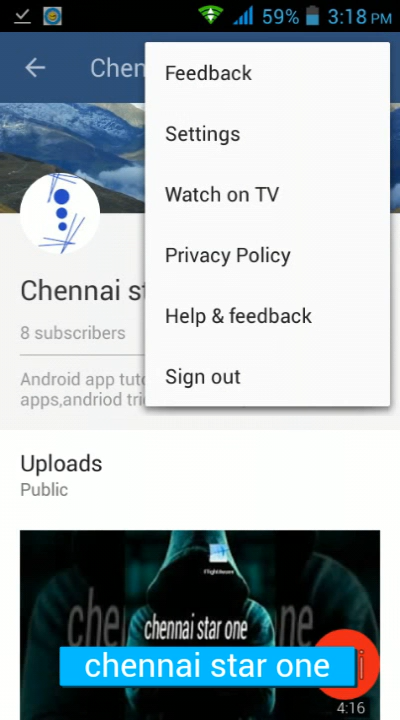 59% 3:18 PM
Chen
Feedback
Settings
Watch on TV
Privacy Policy
Help & feedback
Sign out
Chennai st
8 subscribers
Android app tuto
apps,andriod tri
Uploads
Public
chennai star one
chennai star one
4:16